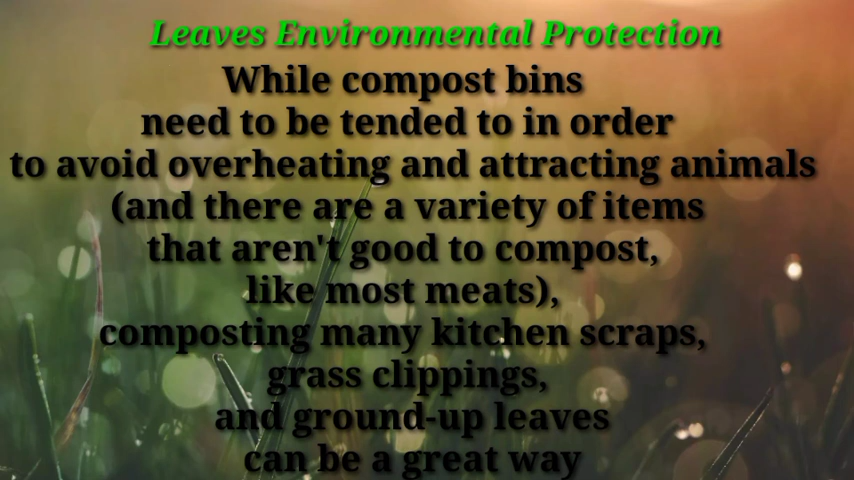 Leaves Environmental Protection
While compost bins
need to be tended to in order
to avoid overheating and attracting animals
(and there are a variety of items
that aren't good to compost,
like most meats),
composting many kitchen scraps,
grass clippings,
and ground-up leaves
can be a great way